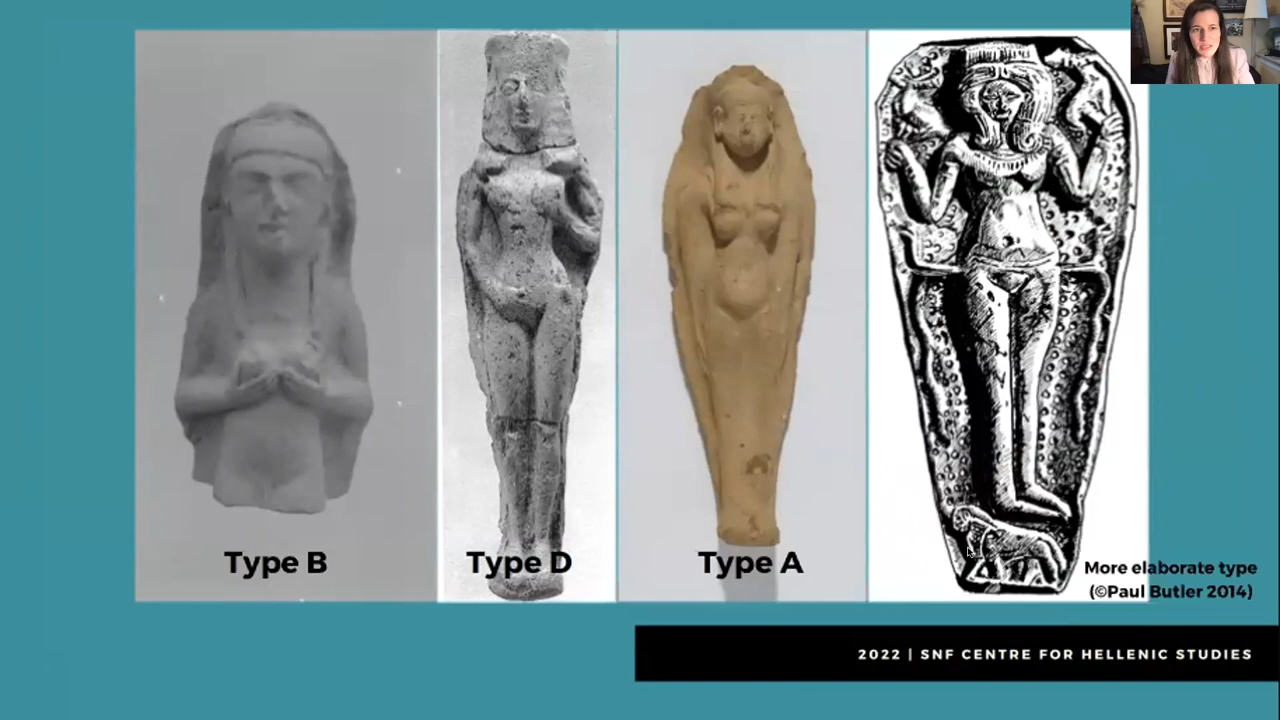 Type B
Type D
Type A
More elaborate type
(©Paul Butler 2014)
2022 | SNF CENTRE FOR HELLENIC STUDIES